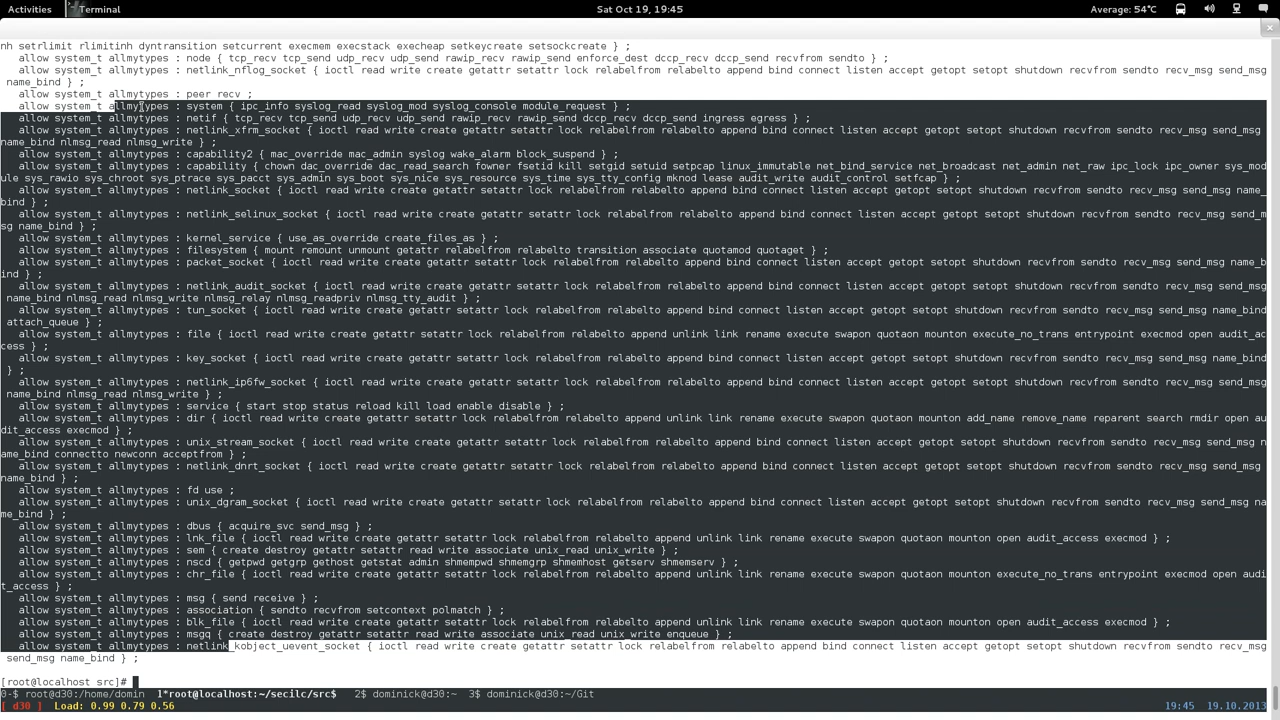 Activities Terminal Sat Oct 19, 19:45 Average: 54°C
nh setrlimit rlimitinh dyntransition setcurrent execmem execstack execheap setkeycreate setsockcreate } ;
allow system_t allmytypes : node { tcp_recv tcp_send udp_recv udp_send rawip_recv rawip_send enforce_dest dccp_recv dccp_send recvfrom sendto } ;
allow system_t allmytypes : netlink_nflog_socket { ioctl read write create getattr setattr lock relabelfrom relabelto append bind connect listen accept getopt setopt shutdown recvfrom sendto recv_msg send_msg
name_bind } ;
allow system_t allmytypes : peer recv ;
allow system_t allmytypes : system { ipc_info syslog_read syslog_mod syslog_console module_request } ;
allow system_t allmytypes : netif { tcp_recv tcp_send udp_recv udp_send rawip_recv rawip_send dccp_recv dccp_send ingress egress } ;
allow system_t allmytypes : netlink_xfrm_socket { ioctl read write create getattr setattr lock relabelfrom relabelto append bind connect listen accept getopt setopt shutdown recvfrom sendto recv_msg send_msg
name_bind nlmsg_read nlmsg_write } ;
allow system_t allmytypes : capability2 { mac_override mac_admin syslog wake_alarm block_suspend } ;
allow system_t allmytypes : capability { chown dac_override dac_read_search fowner fsetid kill setgid setuid setpcap linux_immutable net_bind_service net_broadcast net_admin net_raw ipc_lock ipc_owner sys_mod
ule sys_rawio sys_chroot sys_ptrace sys_pacct sys_admin sys_boot sys_nice sys_resource sys_time sys_tty_config mknod lease audit_write audit_control setfcap } ;
allow system_t allmytypes : netlink_socket { ioctl read write create getattr setattr lock relabelfrom relabelto append bind connect listen accept getopt setopt shutdown recvfrom sendto recv_msg send_msg name_
bind } ;
allow system_t allmytypes : netlink_selinux_socket { ioctl read write create getattr setattr lock relabelfrom relabelto append bind connect listen accept getopt setopt shutdown recvfrom sendto recv_msg send_m
sg name_bind } ;
allow system_t allmytypes : kernel_service { use_as_override create_files_as } ;
allow system_t allmytypes : filesystem { mount remount unmount getattr relabelfrom relabelto transition associate quotamod quotaget } ;
allow system_t allmytypes : packet_socket { ioctl read write create getattr setattr lock relabelfrom relabelto append bind connect listen accept getopt setopt shutdown recvfrom sendto recv_msg send_msg name_b
ind } ;
allow system_t allmytypes : netlink_audit_socket { ioctl read write create getattr setattr lock relabelfrom relabelto append bind connect listen accept getopt setopt shutdown recvfrom sendto recv_msg send_msg
name_bind nlmsg_read nlmsg_write nlmsg_relay nlmsg_readpriv nlmsg_tty_audit } ;
allow system_t allmytypes : tun_socket { ioctl read write create getattr setattr lock relabelfrom relabelto append bind connect listen accept getopt setopt shutdown recvfrom sendto recv_msg send_msg name_bind
attach_queue } ;
allow system_t allmytypes : file { ioctl read write create getattr setattr lock relabelfrom relabelto append unlink link rename execute swapon quotaon mounton execute_no_trans entrypoint execmod open audit_ac
cess } ;
allow system_t allmytypes : key_socket { ioctl read write create getattr setattr lock relabelfrom relabelto append bind connect listen accept getopt setopt shutdown recvfrom sendto recv_msg send_msg name_bind
} ;
allow system_t allmytypes : netlink_ip6fw_socket { ioctl read write create getattr setattr lock relabelfrom relabelto append bind connect listen accept getopt setopt shutdown recvfrom sendto recv_msg send_msg
name_bind nlmsg_read nlmsg_write } ;
allow system_t allmytypes : service { start stop status reload kill load enable disable } ;
allow system_t allmytypes : dir { ioctl read write create getattr setattr lock relabelfrom relabelto append unlink link rename execute swapon quotaon mounton add_name remove_name reparent search rmdir open au
dit_access execmod } ;
allow system_t allmytypes : unix_stream_socket { ioctl read write create getattr setattr lock relabelfrom relabelto append bind connect listen accept getopt setopt shutdown recvfrom sendto recv_msg send_msg n
ame_bind connectto newconn acceptfrom } ;
allow system_t allmytypes : netlink_dnrt_socket { ioctl read write create getattr setattr lock relabelfrom relabelto append bind connect listen accept getopt setopt shutdown recvfrom sendto recv_msg send_msg
name_bind } ;
allow system_t allmytypes : fd use ;
allow system_t allmytypes : unix_dgram_socket { ioctl read write create getattr setattr lock relabelfrom relabelto append bind connect listen accept getopt setopt shutdown recvfrom sendto recv_msg send_msg na
me_bind } ;
allow system_t allmytypes : dbus { acquire_svc send_msg } ;
allow system_t allmytypes : lnk_file { ioctl read write create getattr setattr lock relabelfrom relabelto append unlink link rename execute swapon quotaon mounton open audit_access execmod } ;
allow system_t allmytypes : sem { create destroy getattr setattr read write associate unix_read unix_write } ;
allow system_t allmytypes : nscd { getpwd getgrp gethost getstat admin shmempwd shmemgrp shmemhost getserv shmemserv } ;
allow system_t allmytypes : chr_file { ioctl read write create getattr setattr lock relabelfrom relabelto append unlink link rename execute swapon quotaon mounton execute_no_trans entrypoint execmod open audi
t_access } ;
allow system_t allmytypes : msg { send receive } ;
allow system_t allmytypes : association { sendto recvfrom setcontext polmatch } ;
allow system_t allmytypes : blk_file { ioctl read write create getattr setattr lock relabelfrom relabelto append unlink link rename execute swapon quotaon mounton open audit_access execmod } ;
allow system_t allmytypes : msgq { create destroy getattr setattr read write associate unix_read unix_write enqueue } ;
allow system_t allmytypes : netlink_kobject_uevent_socket { ioctl read write create getattr setattr lock relabelfrom relabelto append bind connect listen accept getopt setopt shutdown recvfrom sendto recv_msg
send_msg name_bind } ;
[root@localhost src]#
0-$ root@d30:/home/domin 1*root@localhost:~/secilc/src$ 2$ dominick@d30:~ 3$ dominick@d30:~/Git
[ d30 ] Load: 0.99 0.79 0.56 19:45 19.10.2013